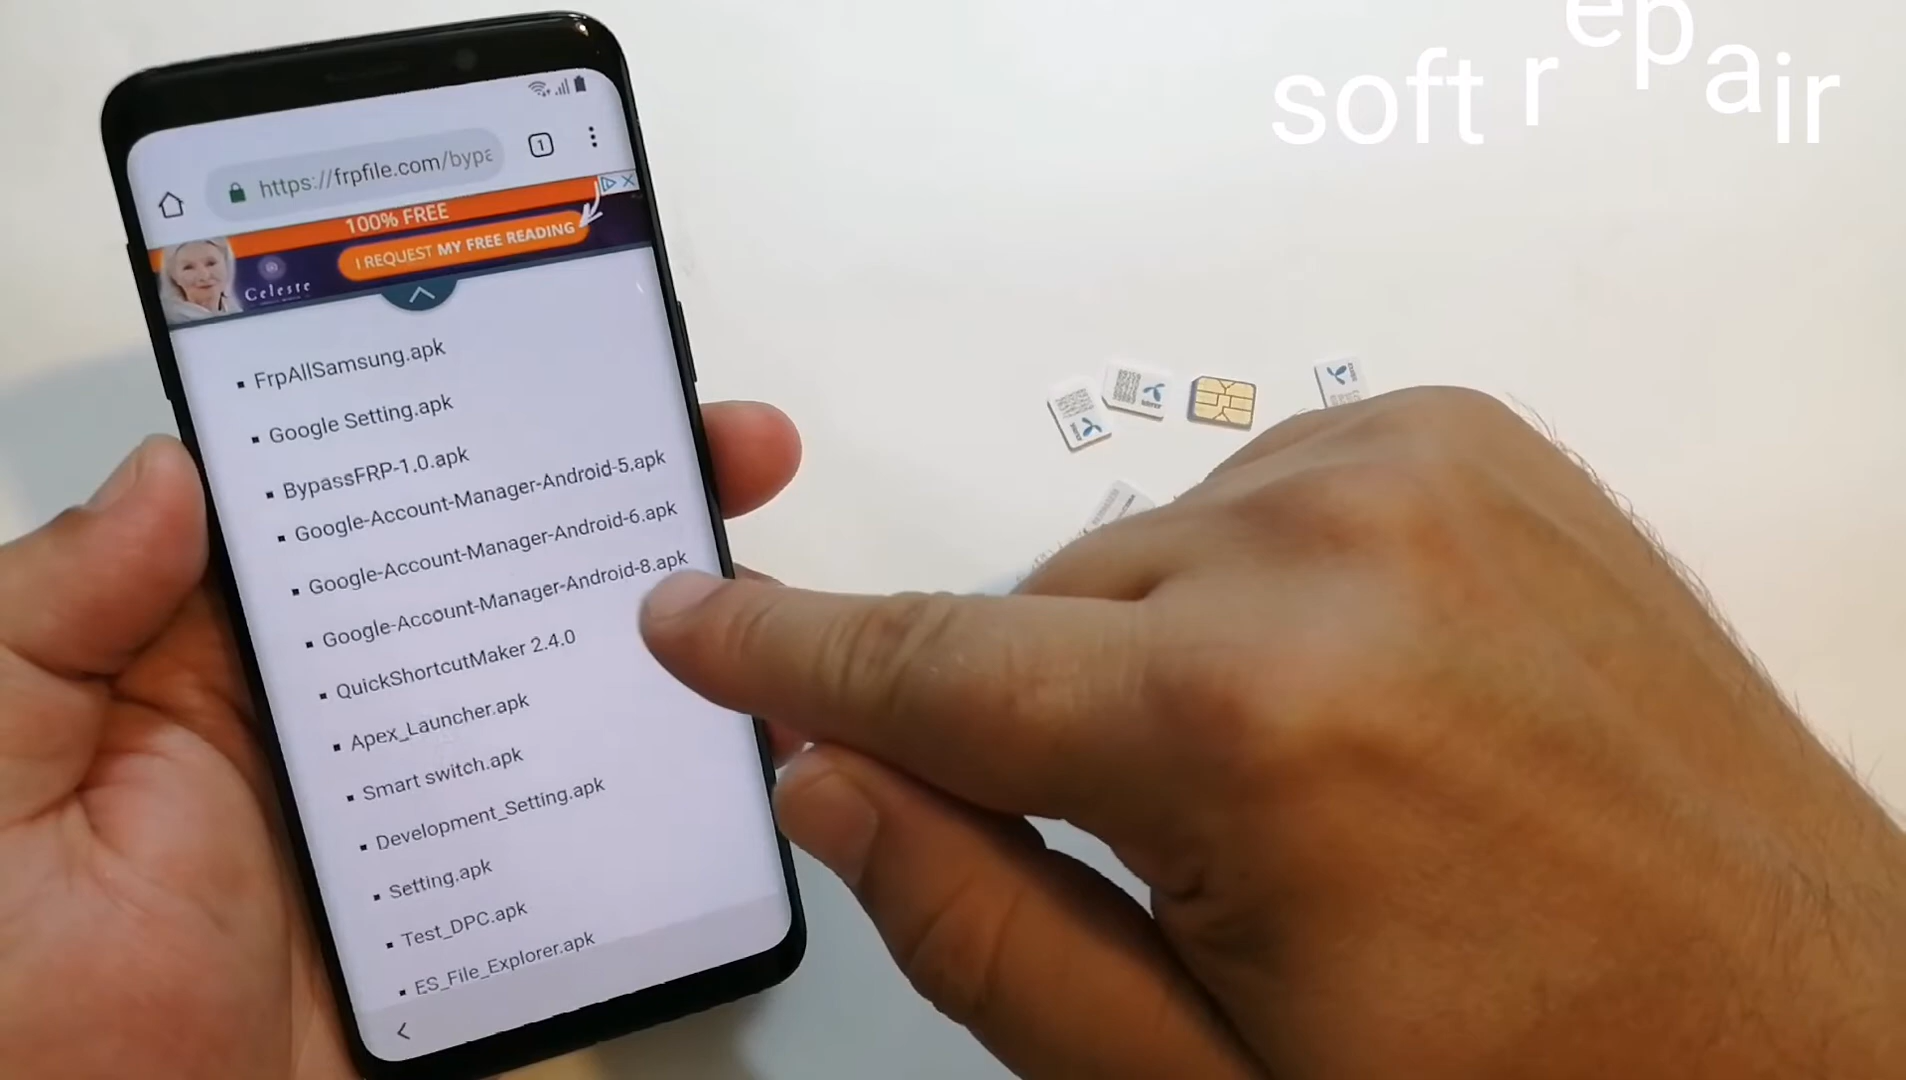 soft repair
1
https://frpfile.com/bypa
100% FREE
I REQUEST MY FREE READING
Celeste
FrpAllSamsung.apk
Google Setting.apk
BypassFRP-1.0.apk
Google-Account-Manager-Android-5.apk
Google-Account-Manager-Android-6.apk
Google-Account-Manager-Android-8.apk
QuickShortcutMaker 2.4.0
Apex_Launcher.apk
Smart switch.apk
Development_Setting.apk
Setting.apk
Test_DPC.apk
ES_File_Explorer.apk